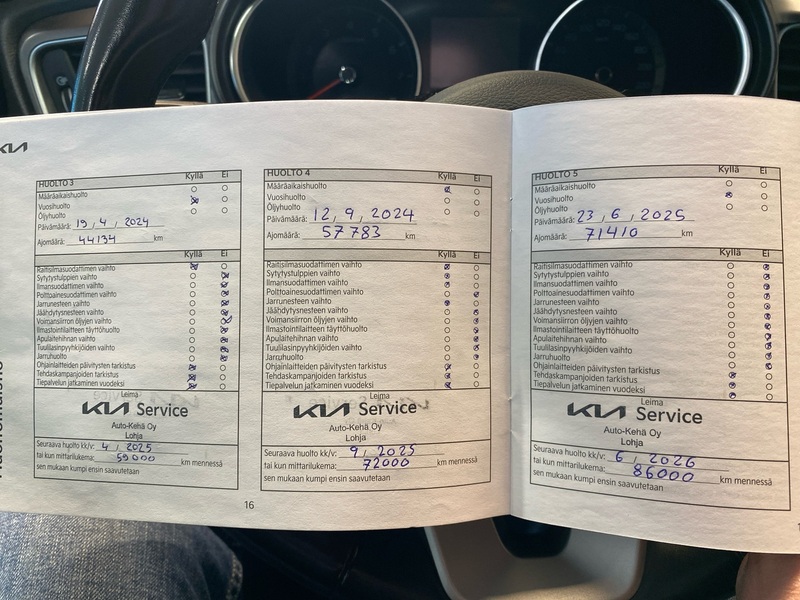 KIA
HUOLTO 3 Kyllä Ei
Määräaikaishuolto
Vuosihuolto
Öljyhuolto
Päivämäärä: 19, 4, 2024
Ajomäärä: 44134 km
Kyllä Ei
Raitisilmasuodattimen vaihto
Sytytystulppien vaihto
Ilmansuodattimen vaihto
Polttoainesuodattimen vaihto
Jarrunesteen vaihto
Jäähdytysnesteen vaihto
Voimansiirron öljyjen vaihto
Ilmastointilaitteen täyttöhuolto
Apulaitehihnan vaihto
Tuulilasinpyyhkijöiden vaihto
Jarruhuolto
Ohjainlaitteiden päivitysten tarkistus
Tehdaskampanjoiden tarkistus
Tiepalvelun jatkaminen vuodeksi
Leima
KIA Service
Auto-Kehä Oy
Lohja
Seuraava huolto kk/v: 4, 2025
tai kun mittarilukema: 59000 km mennessä
sen mukaan kumpi ensin saavutetaan
HUOLTO 4 Kyllä Ei
Määräaikaishuolto
Vuosihuolto
Öljyhuolto
Päivämäärä: 12, 9, 2024
Ajomäärä: 57783 km
Kyllä Ei
Raitisilmasuodattimen vaihto
Sytytystulppien vaihto
Ilmansuodattimen vaihto
Polttoainesuodattimen vaihto
Jarrunesteen vaihto
Jäähdytysnesteen vaihto
Voimansiirron öljyjen vaihto
Ilmastointilaitteen täyttöhuolto
Apulaitehihnan vaihto
Tuulilasinpyyhkijöiden vaihto
Jarruhuolto
Ohjainlaitteiden päivitysten tarkistus
Tehdaskampanjoiden tarkistus
Tiepalvelun jatkaminen vuodeksi
Leima
KIA Service
Auto-Kehä Oy
Lohja
Seuraava huolto kk/v: 9, 2025
tai kun mittarilukema: 72000 km mennessä
sen mukaan kumpi ensin saavutetaan
16
HUOLTO 5 Kyllä Ei
Määräaikaishuolto
Vuosihuolto
Öljyhuolto
Päivämäärä: 23, 6, 2025
Ajomäärä: 71410 km
Kyllä Ei
Raitisilmasuodattimen vaihto
Sytytystulppien vaihto
Ilmansuodattimen vaihto
Polttoainesuodattimen vaihto
Jarrunesteen vaihto
Jäähdytysnesteen vaihto
Voimansiirron öljyjen vaihto
Ilmastointilaitteen täyttöhuolto
Apulaitehihnan vaihto
Tuulilasinpyyhkijöiden vaihto
Jarruhuolto
Ohjainlaitteiden päivitysten tarkistus
Tehdaskampanjoiden tarkistus
Tiepalvelun jatkaminen vuodeksi
Leima
KIA Service
Auto-Kehä Oy
Lohja
Seuraava huolto kk/v: 6, 2026
tai kun mittarilukema: 86000 km mennessä
sen mukaan kumpi ensin saavutetaan